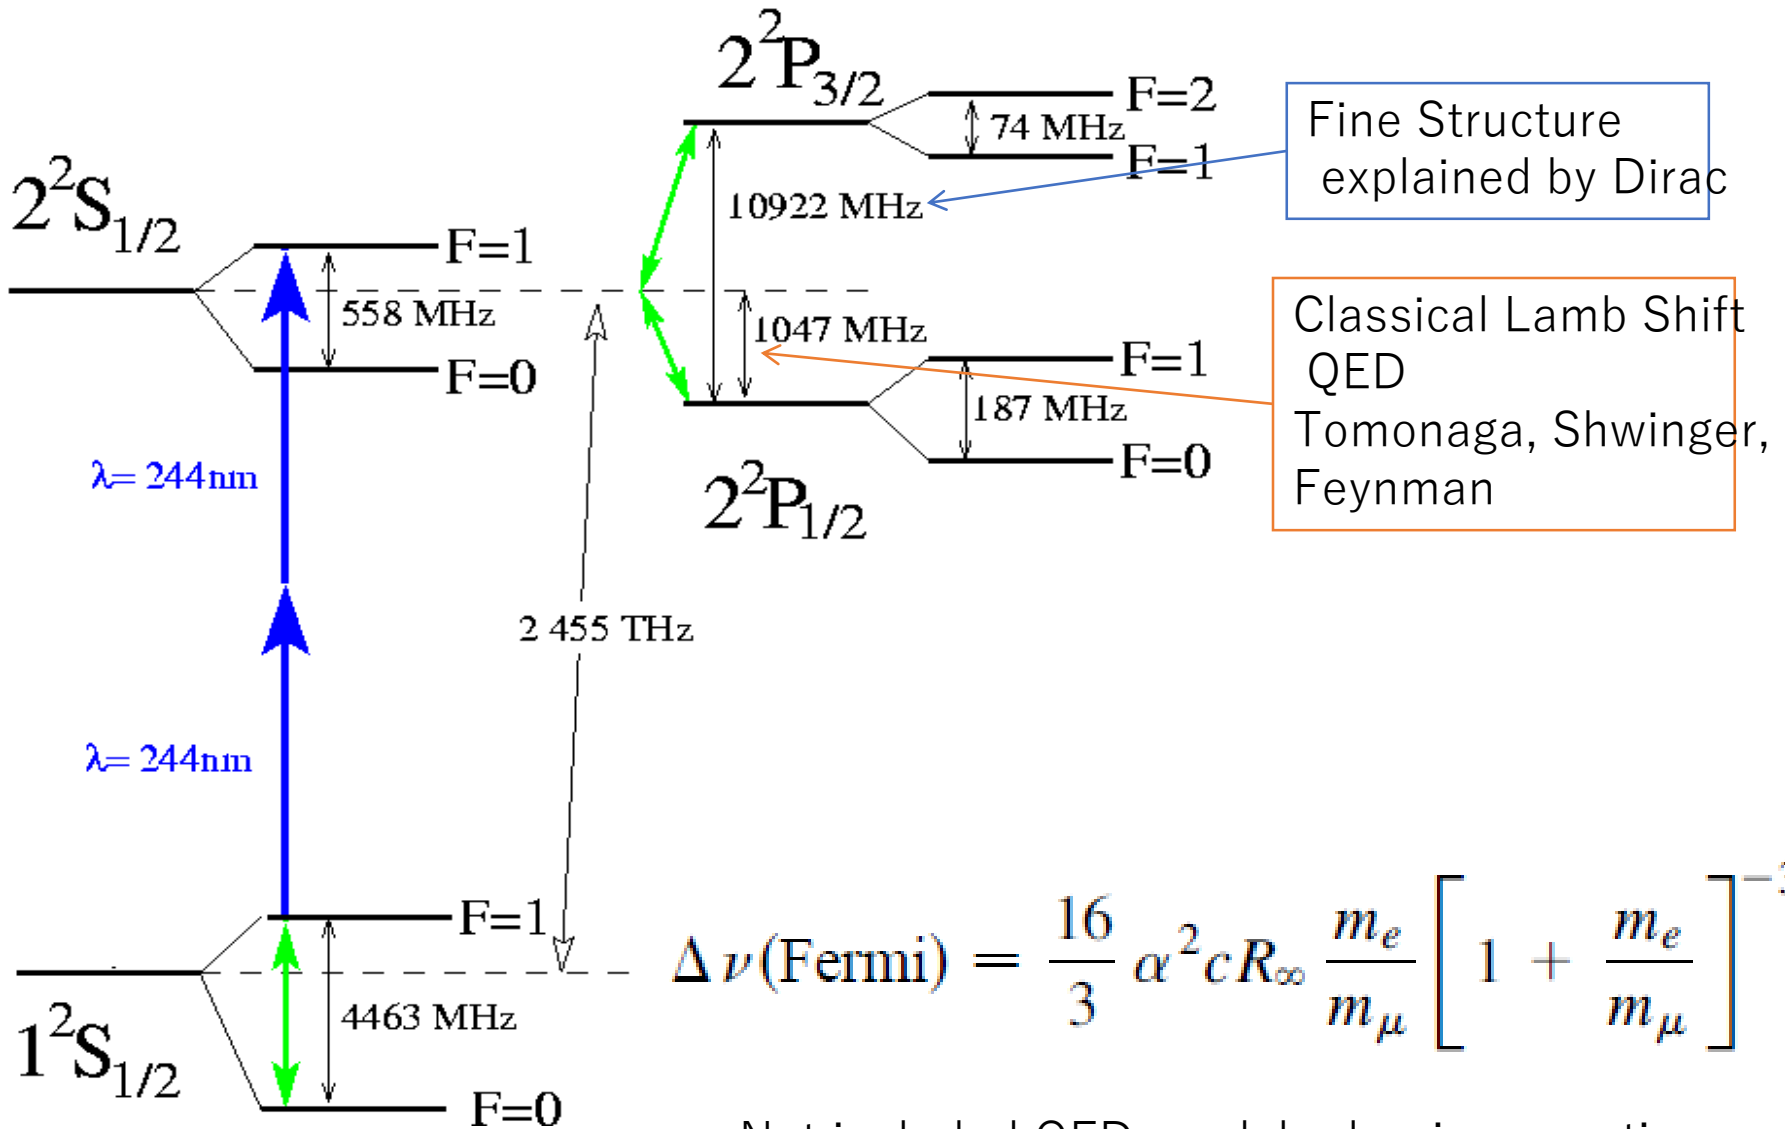 2²P3/2
F=2
74 MHz
F=1
10922 MHz
Fine Structure
explained by Dirac
2²S1/2
F=1
558 MHz
F=0
1047 MHz
Classical Lamb Shift
QED
Tomonaga, Shwinger,
Feynman
F=1
187 MHz
F=0
2²P1/2
λ= 244nm
2 455 THz
λ= 244nm
F=1
4463 MHz
F=0
1²S1/2
Δν(Fermi) = 16/3 α²cR∞ me/mμ [1 + me/mμ]